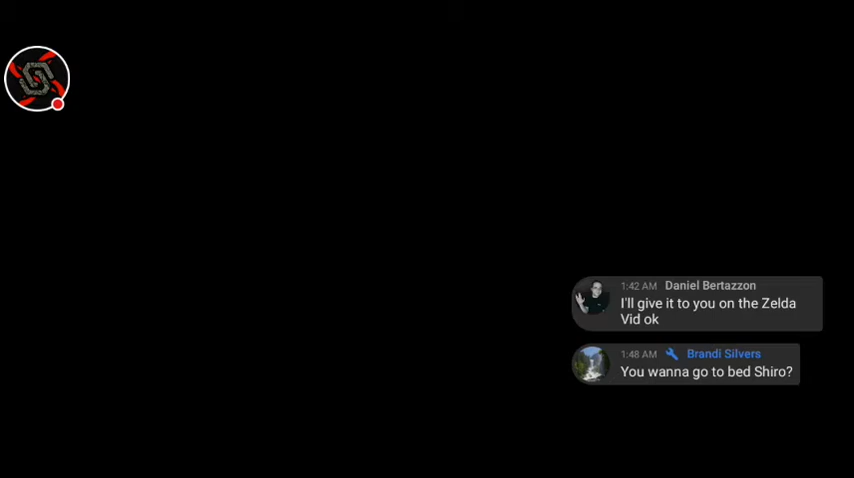 1:42 AM Daniel Bertazzon
I'll give it to you on the Zelda
Vid ok
1:48 AM Brandi Silvers
You wanna go to bed Shiro?